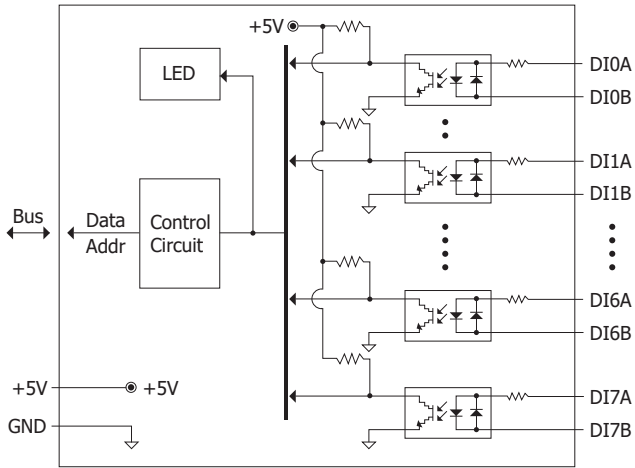 +5V
LED
DI0A
DI0B
DI1A
DI1B
Bus
Data
Addr
Control
Circuit
DI6A
DI6B
+5V
+5V
DI7A
GND
DI7B